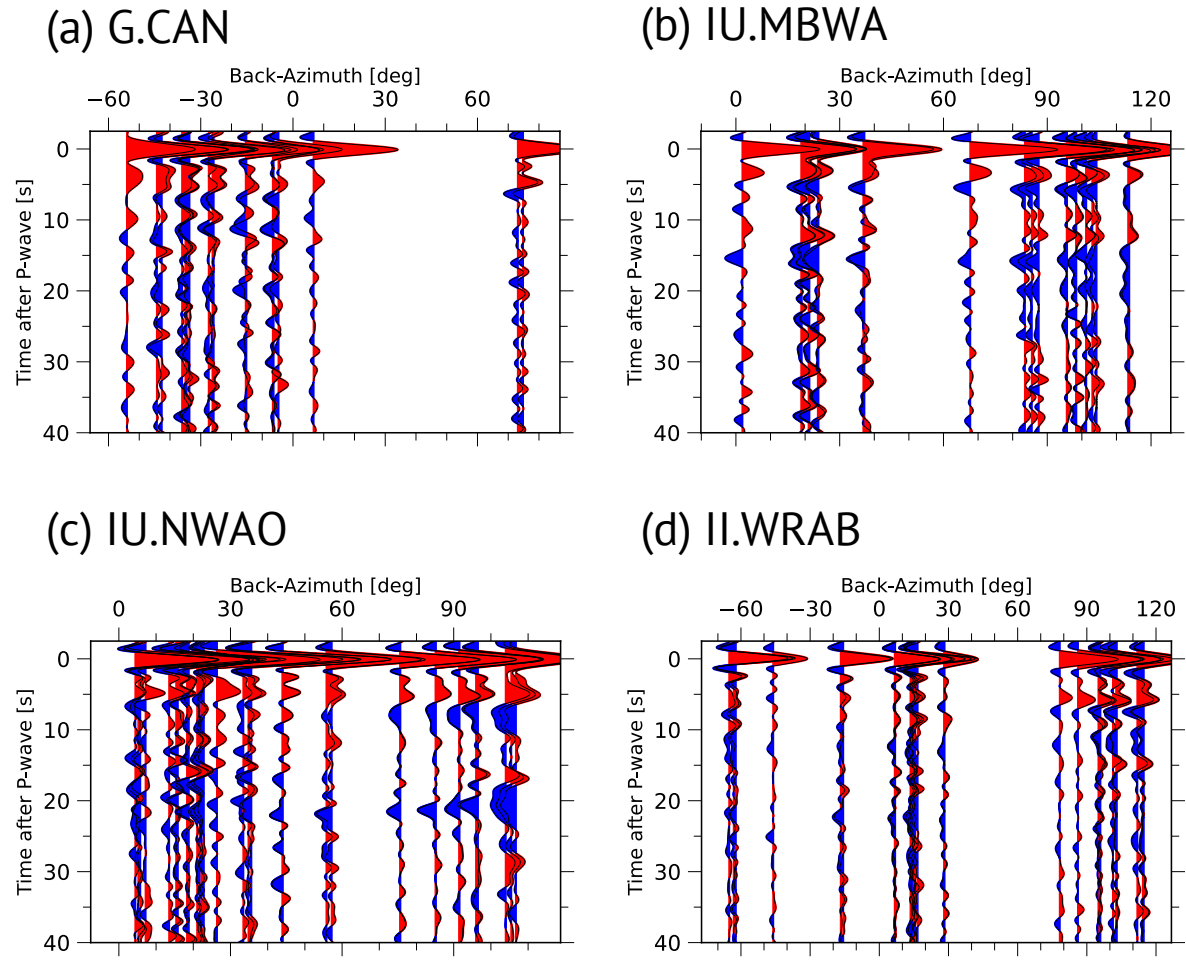 (a) G.CAN
Back-Azimuth [deg]
−60 −30 0 30 60
Time after P-wave [s]
0
10
20
30
40
(b) IU.MBWA
Back-Azimuth [deg]
0 30 60 90 120
Time after P-wave [s]
0
10
20
30
40
(c) IU.NWAO
Back-Azimuth [deg]
0 30 60 90
Time after P-wave [s]
0
10
20
30
40
(d) II.WRAB
Back-Azimuth [deg]
−60 −30 0 30 60 90 120
Time after P-wave [s]
0
10
20
30
40